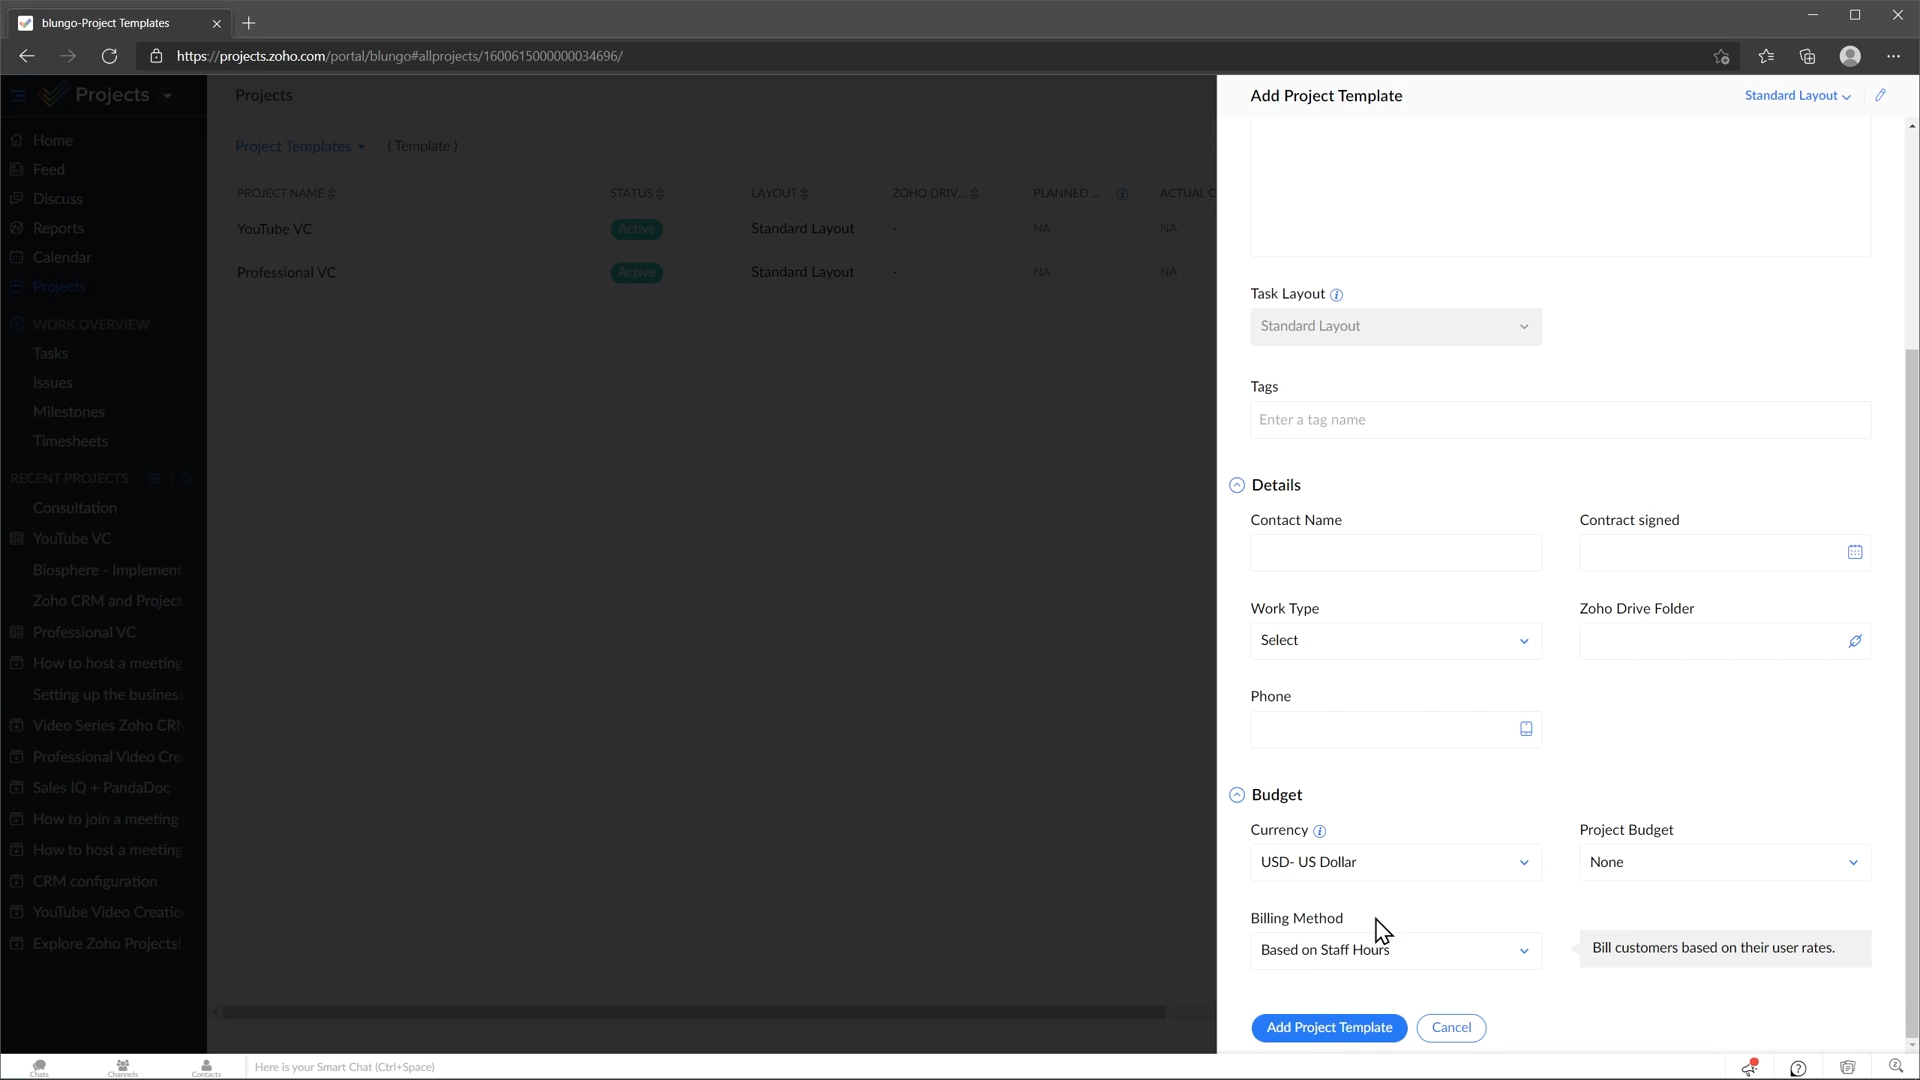 blungo-Project Templates
https://projects.zoho.com/portal/blungo#allprojects/1600615000000034696/
Projects
Home
Feed
Discuss
Reports
Calendar
Projects
WORK OVERVIEW
Tasks
Issues
Milestones
Timesheets
RECENT PROJECTS
Consultation
YouTube VC
Biosphere - Implement
Zoho CRM and Project
Professional VC
How to host a meeting
Setting up the busines
Video Series Zoho CR
Professional Video Cre
Sales IQ + PandaDoc
How to join a meeting
How to host a meeting
CRM configuration
YouTube Video Creatio
Explore Zoho Projects!
Projects
Project Templates ( Template )
PROJECT NAME STATUS LAYOUT ZOHO DRIV... PLANNED ... ACTUAL C
YouTube VC Active Standard Layout - NA NA
Professional VC Active Standard Layout - NA NA
Add Project Template Standard Layout
Task Layout
Standard Layout
Tags
Enter a tag name
Details
Contact Name Contract signed
Work Type Zoho Drive Folder
Select
Phone
Budget
Currency Project Budget
USD- US Dollar None
Billing Method
Based on Staff Hours Bill customers based on their user rates.
Add Project Template Cancel
Chats Channels Contacts Here is your Smart Chat (Ctrl+Space)